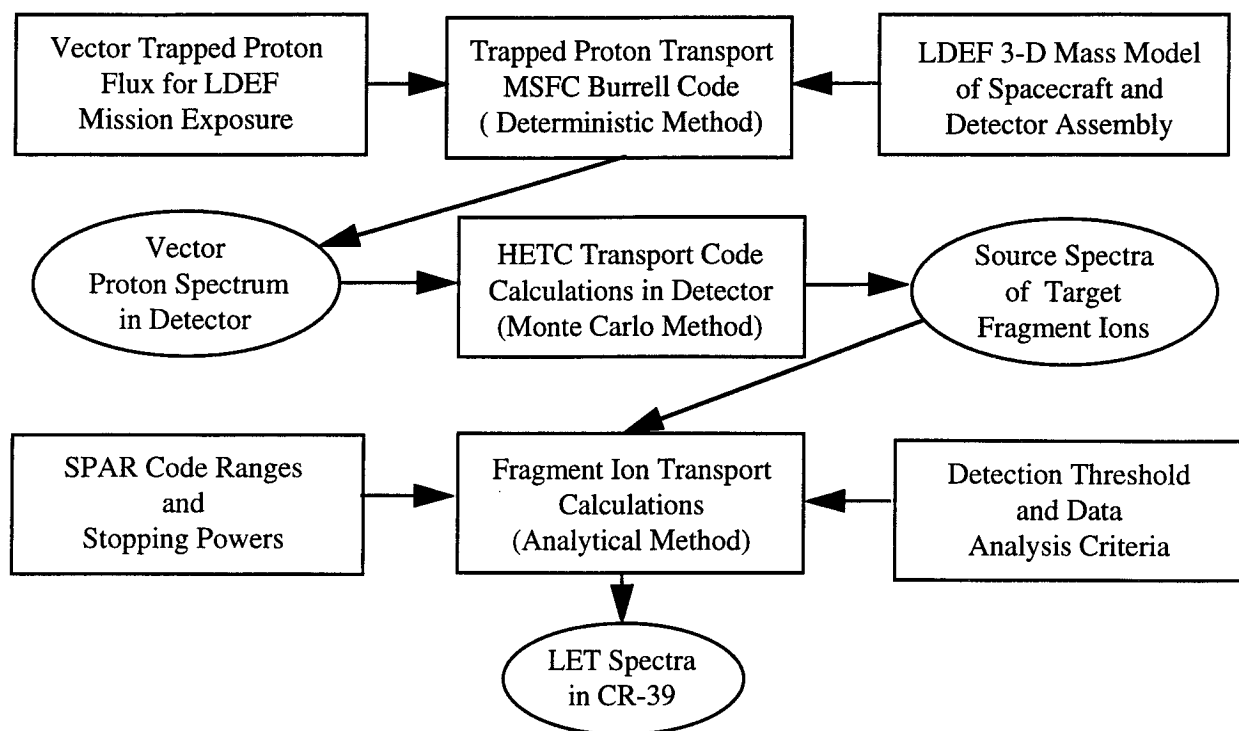 Vector Trapped Proton
Flux for LDEF
Mission Exposure
Trapped Proton Transport
MSFC Burrell Code
( Deterministic Method)
LDEF 3-D Mass Model
of Spacecraft and
Detector Assembly
Vector
Proton Spectrum
in Detector
HETC Transport Code
Calculations in Detector
(Monte Carlo Method)
Source Spectra
of Target
Fragment Ions
SPAR Code Ranges
and
Stopping Powers
Fragment Ion Transport
Calculations
(Analytical Method)
Detection Threshold
and Data
Analysis Criteria
LET Spectra
in CR-39